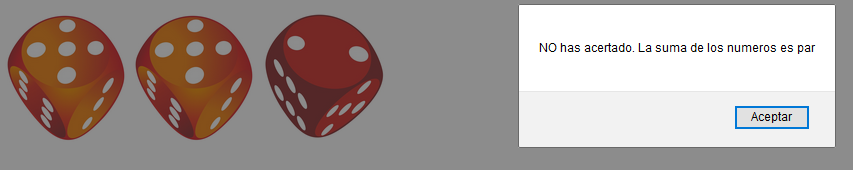 NO has acertado. La suma de los numeros es par
Aceptar